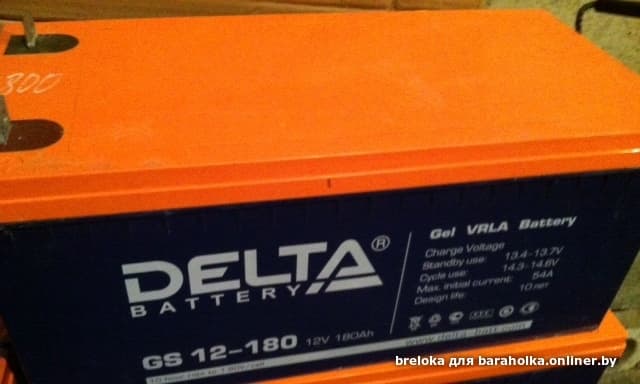 300
DELTA®
BATTERY
GS 12-180 12V 180Ah
Gel VRLA Battery
Charge Voltage
Standby use: 13.4-13.7V
Cycle use: 14.3-14.8V
Max. initial current: 54A
Design life: 10 лет
www.delta-batt.com
breloka для baraholka.onliner.by